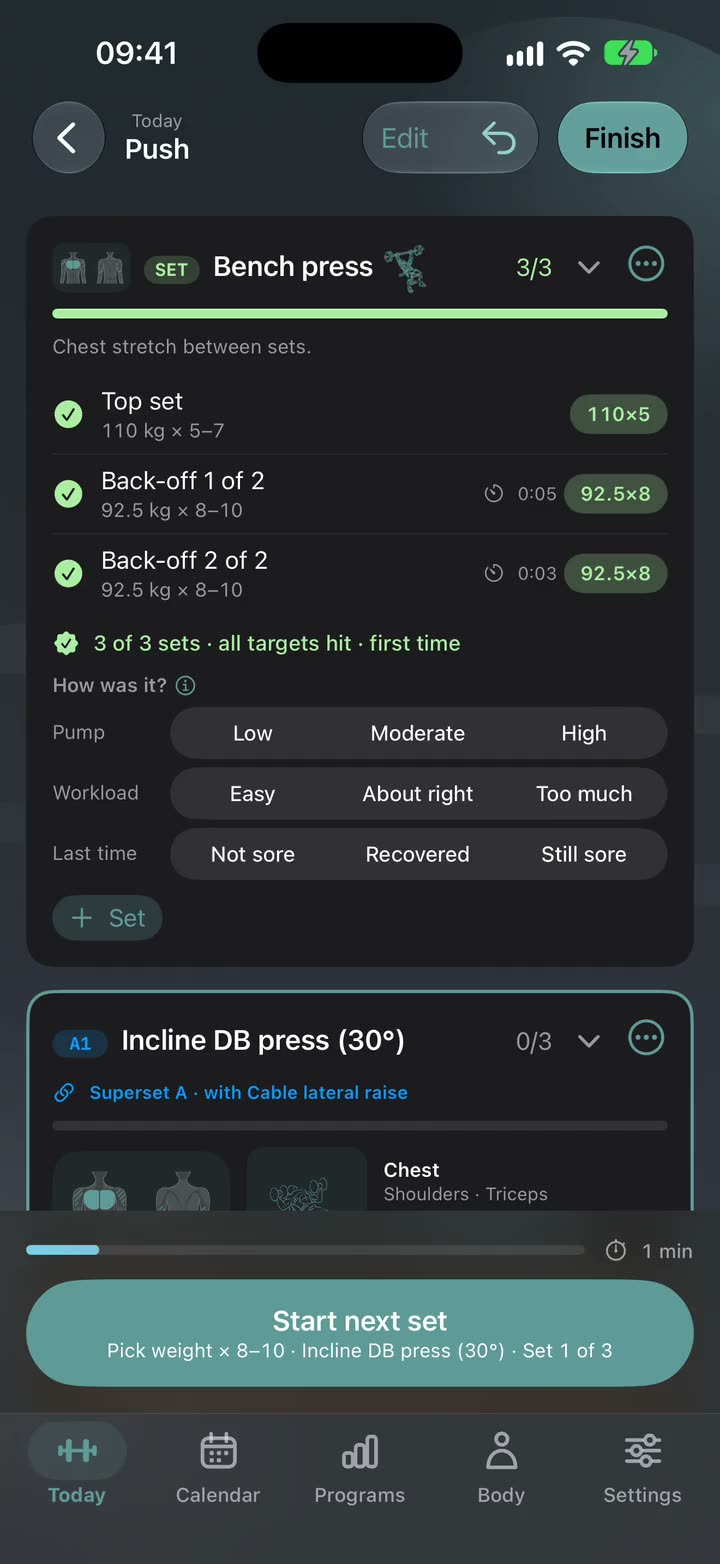 09:41
Today
Push
Edit
Finish
SET Bench press 3/3
Chest stretch between sets.
Top set
110 kg × 5–7
110×5
Back-off 1 of 2
92.5 kg × 8–10
0:05 92.5×8
Back-off 2 of 2
92.5 kg × 8–10
0:03 92.5×8
3 of 3 sets · all targets hit · first time
How was it?
Pump Low Moderate High
Workload Easy About right Too much
Last time Not sore Recovered Still sore
+ Set
A1 Incline DB press (30°) 0/3
Superset A · with Cable lateral raise
Chest
Shoulders · Triceps
1 min
Start next set
Pick weight × 8–10 · Incline DB press (30°) · Set 1 of 3
Today Calendar Programs Body Settings